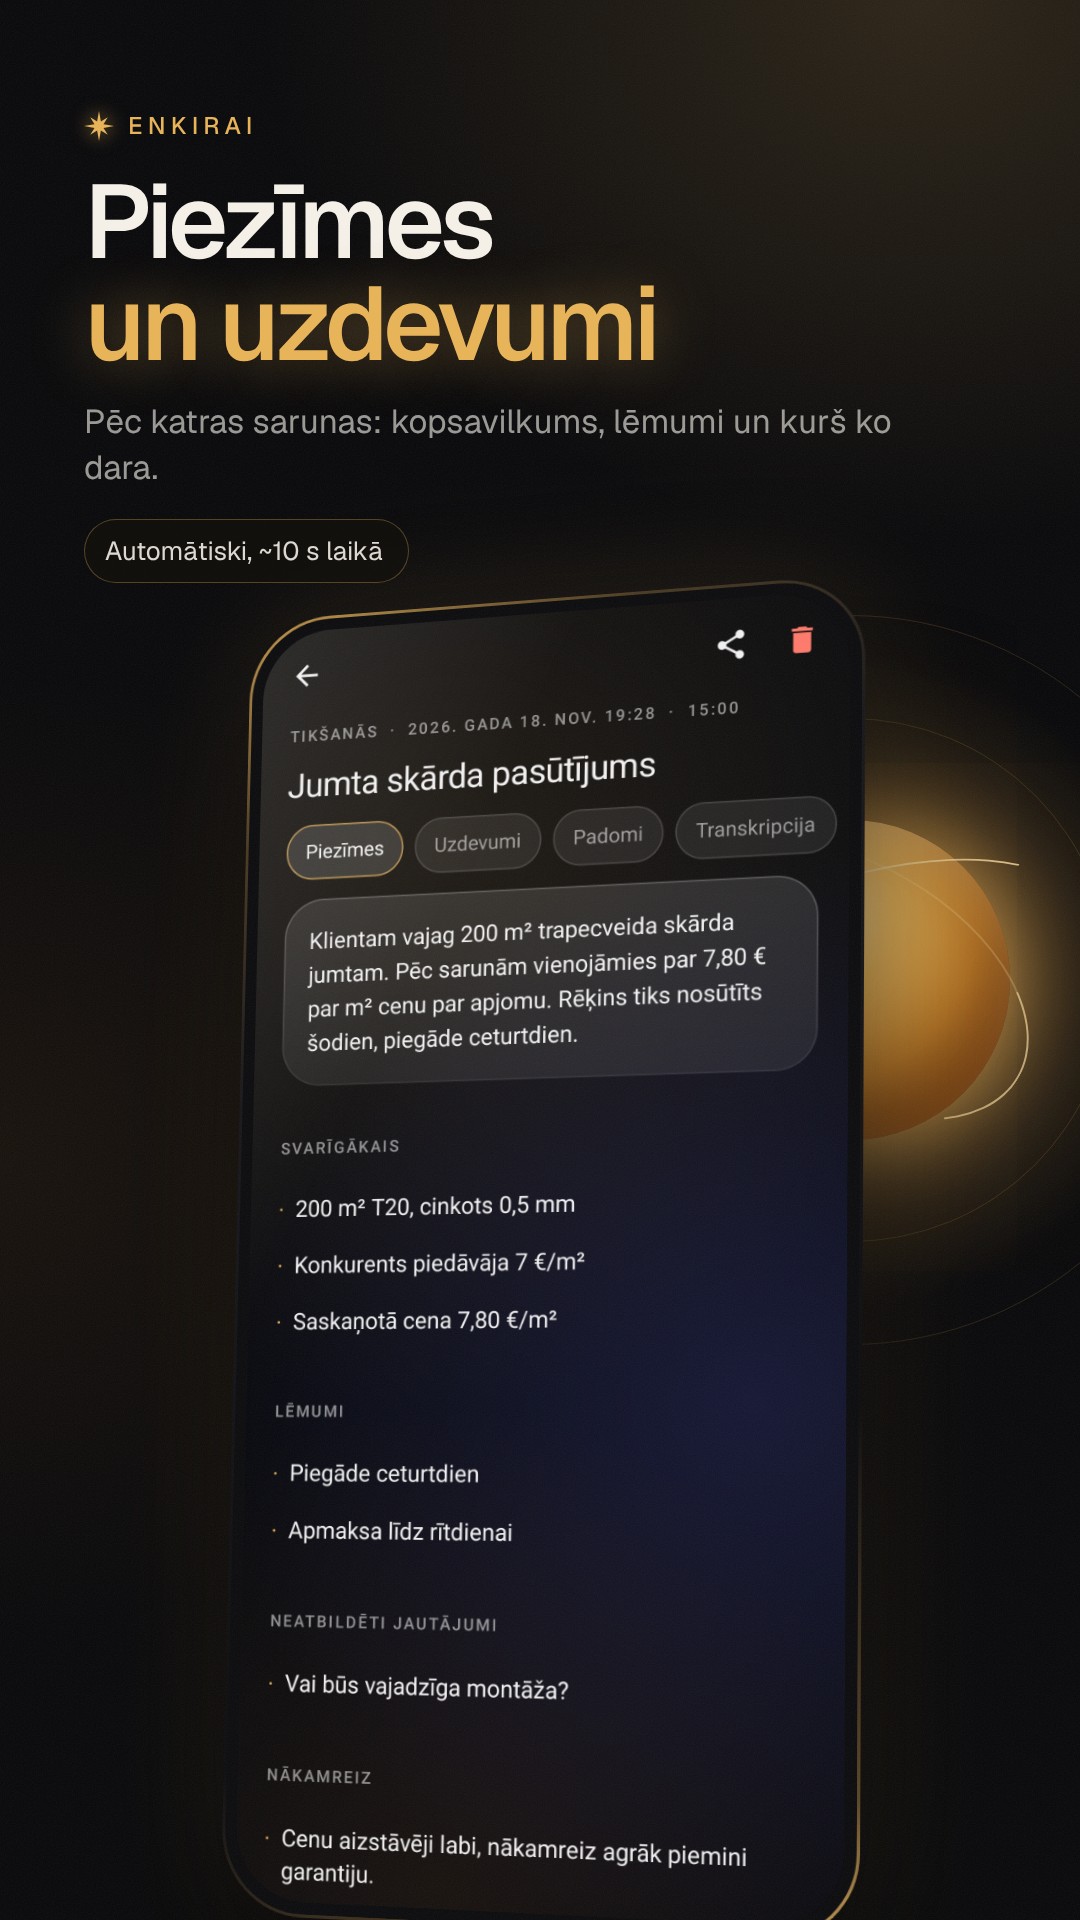 ENKIRAI
Piezīmes
un uzdevumi
Pēc katras sarunas: kopsavilkums, lēmumi un kurš ko
dara.
Automātiski, ~10 s laikā
TIKŠANĀS · 2026. GADA 18. NOV. 19:28 · 15:00
Jumta skārda pasūtījums
Piezīmes Uzdevumi Padomi Transkripcija
Klientam vajag 200 m² trapecveida skārda
jumtam. Pēc sarunām vienojāmies par 7,80 €
par m² cenu par apjomu. Rēķins tiks nosūtīts
šodien, piegāde ceturtdien.
SVARĪGĀKAIS
· 200 m² T20, cinkots 0,5 mm
· Konkurents piedāvāja 7 €/m²
· Saskaņotā cena 7,80 €/m²
LĒMUMI
· Piegāde ceturtdien
· Apmaksa līdz rītdienai
NEATBILDĒTI JAUTĀJUMI
· Vai būs vajadzīga montāža?
NĀKAMREIZ
· Cenu aizstāvēji labi, nākamreiz agrāk piemini
garantiju.